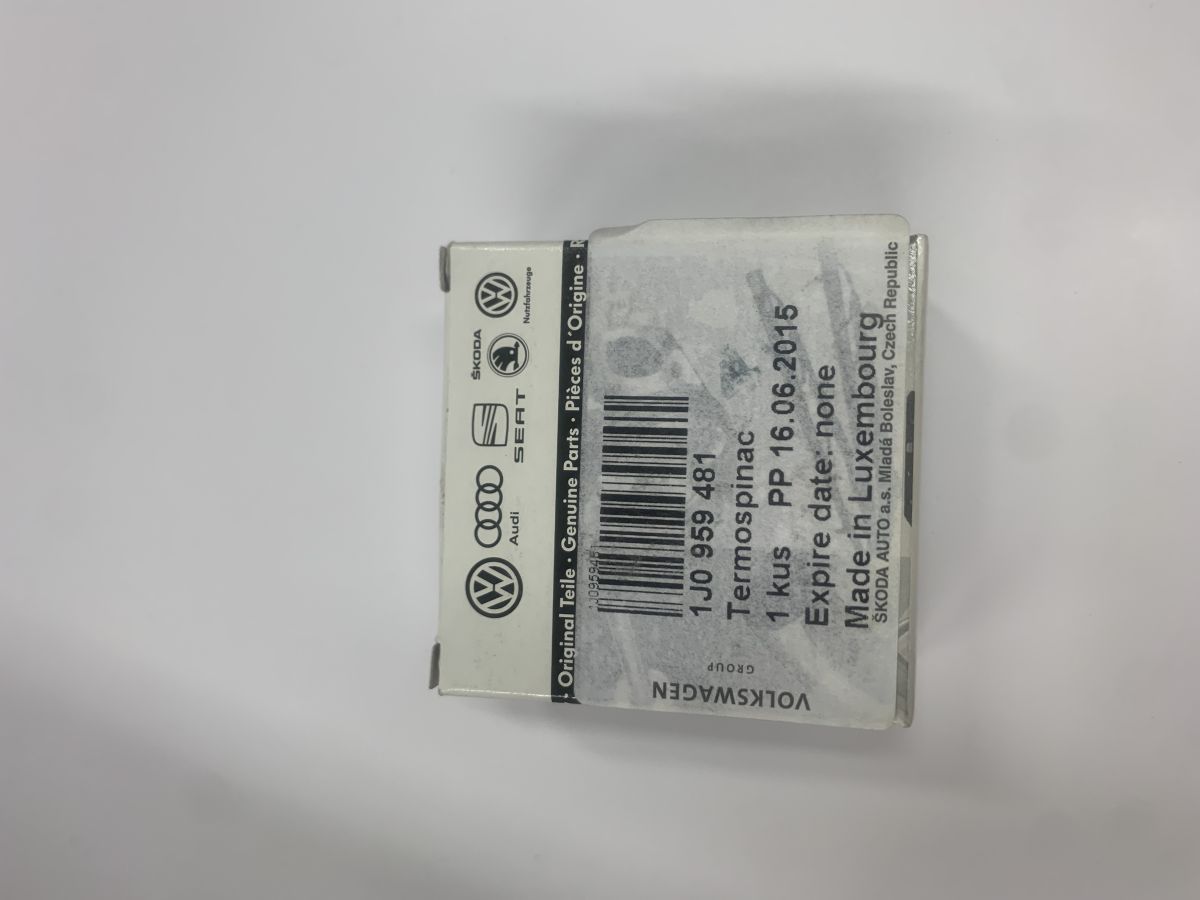 Audi
SEAT
ŠKODA
Nutzfahrzeuge
· Original Teile · Genuine Parts · Pièces d'Origine · R
1J0 959 481
Termospinac
1 kus PP 16.06.2015
Expire date: none
Made in Luxembourg
ŠKODA AUTO a.s. Mladá Boleslav, Czech Republic
VOLKSWAGEN
GROUP